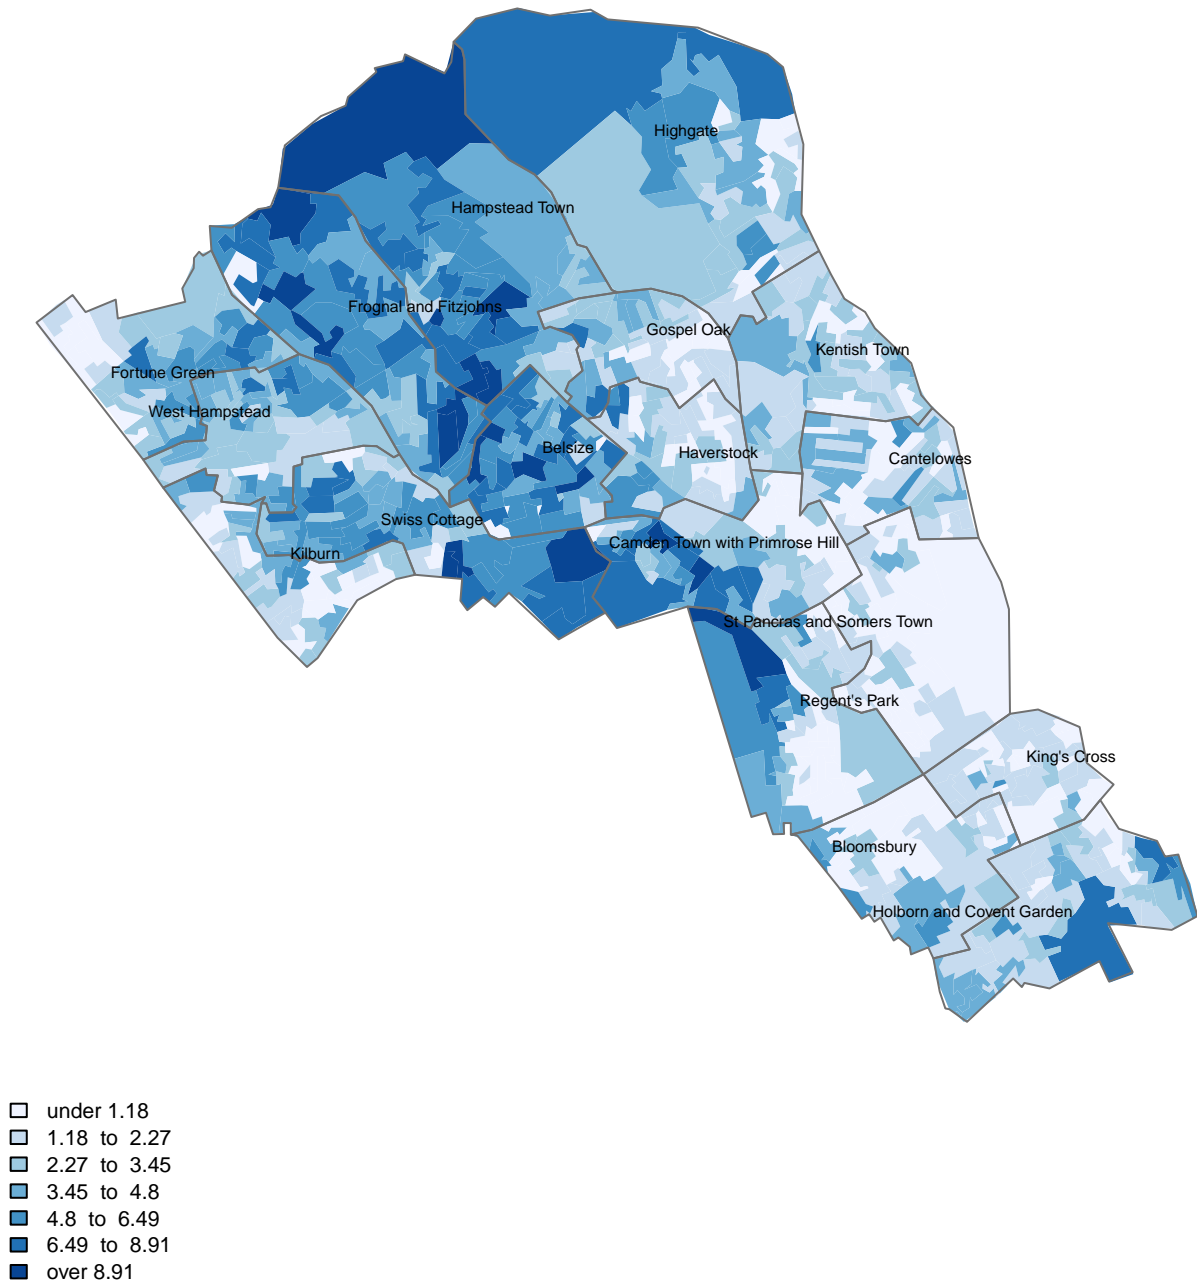 Highgate
Hampstead Town
Frognal and Fitzjohns
Gospel Oak
Kentish Town
Fortune Green
West Hampstead
Belsize
Haverstock
Cantelowes
Swiss Cottage
Camden Town with Primrose Hill
Kilburn
St Pancras and Somers Town
Regent's Park
King's Cross
Bloomsbury
Holborn and Covent Garden
under 1.18
1.18 to 2.27
2.27 to 3.45
3.45 to 4.8
4.8 to 6.49
6.49 to 8.91
over 8.91